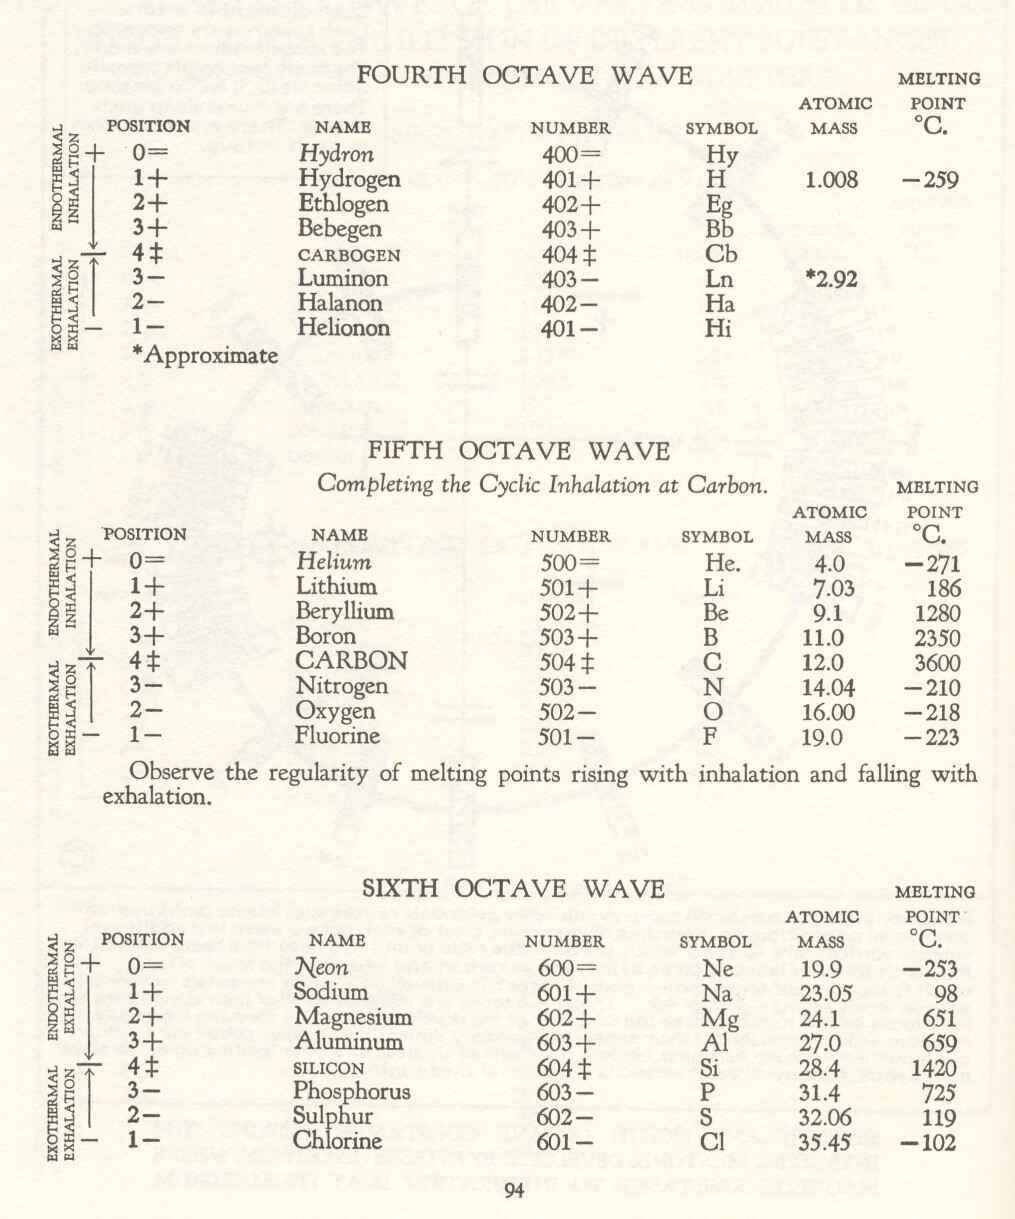 FOURTH OCTAVE WAVE
MELTING
ATOMIC POINT
POSITION NAME NUMBER SYMBOL MASS °C.
ENDOTHERMAL INHALATION
EXOTHERMAL EXHALATION
+ 0= Hydron 400= Hy
1+ Hydrogen 401+ H 1.008 −259
2+ Ethlogen 402+ Eg
3+ Bebegen 403+ Bb
4‡ CARBOGEN 404‡ Cb
3− Luminon 403− Ln *2.92
2− Halanon 402− Ha
− 1− Helionon 401− Hi
*Approximate
FIFTH OCTAVE WAVE
Completing the Cyclic Inhalation at Carbon.
MELTING
ATOMIC POINT
POSITION NAME NUMBER SYMBOL MASS °C.
ENDOTHERMAL INHALATION
EXOTHERMAL EXHALATION
+ 0= Helium 500= He. 4.0 −271
1+ Lithium 501+ Li 7.03 186
2+ Beryllium 502+ Be 9.1 1280
3+ Boron 503+ B 11.0 2350
4‡ CARBON 504‡ C 12.0 3600
3− Nitrogen 503− N 14.04 −210
2− Oxygen 502− O 16.00 −218
− 1− Fluorine 501− F 19.0 −223
Observe the regularity of melting points rising with inhalation and falling with
exhalation.
SIXTH OCTAVE WAVE
MELTING
ATOMIC POINT
POSITION NAME NUMBER SYMBOL MASS °C.
ENDOTHERMAL EXHALATION
EXOTHERMAL EXHALATION
+ 0= Neon 600= Ne 19.9 −253
1+ Sodium 601+ Na 23.05 98
2+ Magnesium 602+ Mg 24.1 651
3+ Aluminum 603+ Al 27.0 659
4‡ SILICON 604‡ Si 28.4 1420
3− Phosphorus 603− P 31.4 725
2− Sulphur 602− S 32.06 119
− 1− Chlorine 601− Cl 35.45 −102
94